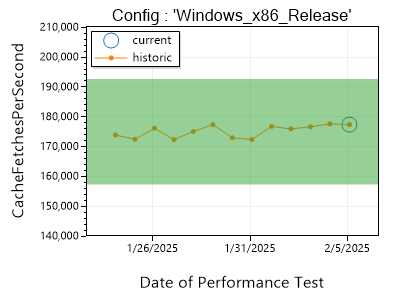 Config : 'Windows_x86_Release'
210,000
200,000
190,000
180,000
170,000
160,000
150,000
140,000
CacheFetchesPerSecond
current
historic
1/26/2025
1/31/2025
2/5/2025
Date of Performance Test